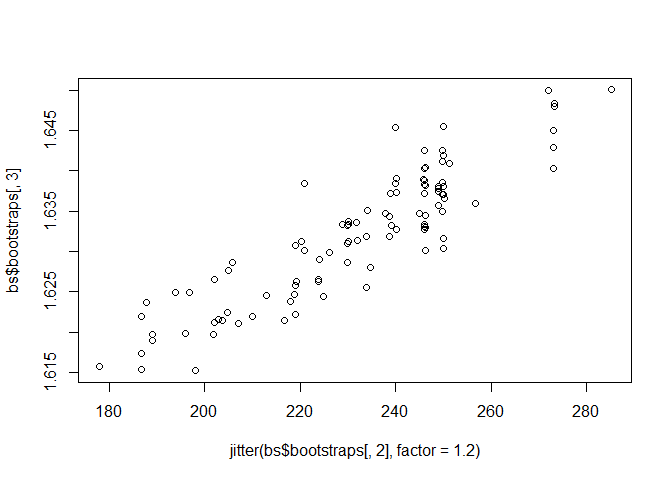 bs$bootstraps[, 3]
1.645
1.635
1.625
1.615
180 200 220 240 260 280
jitter(bs$bootstraps[, 2], factor = 1.2)